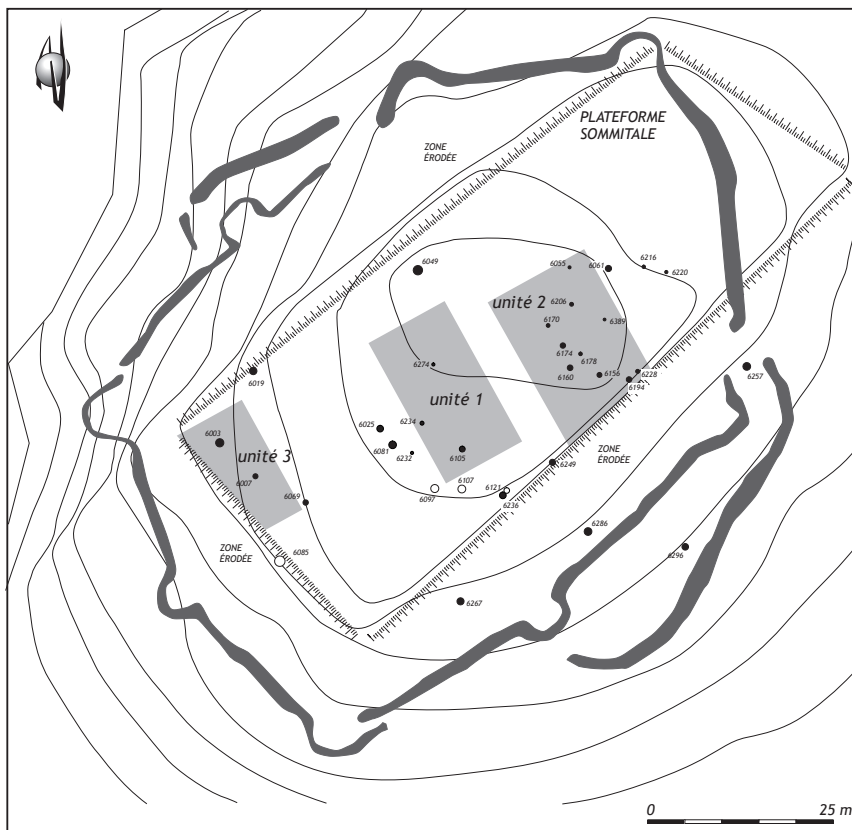 PLATEFORME
SOMMITALE
ZONE
ÉRODÉE
6049
6055
6061
6216
6220
unité 2
6206
6170
6389
6174
6178
6274
6160
6156
6228
6194
6257
6019
unité 1
6025
6234
6003
unité 3
6081
6232
6105
ZONE
ÉRODÉE
6249
6007
6107
6121
6069
6097
6236
6286
ZONE
ÉRODÉE
6085
6296
6267
0
25 m